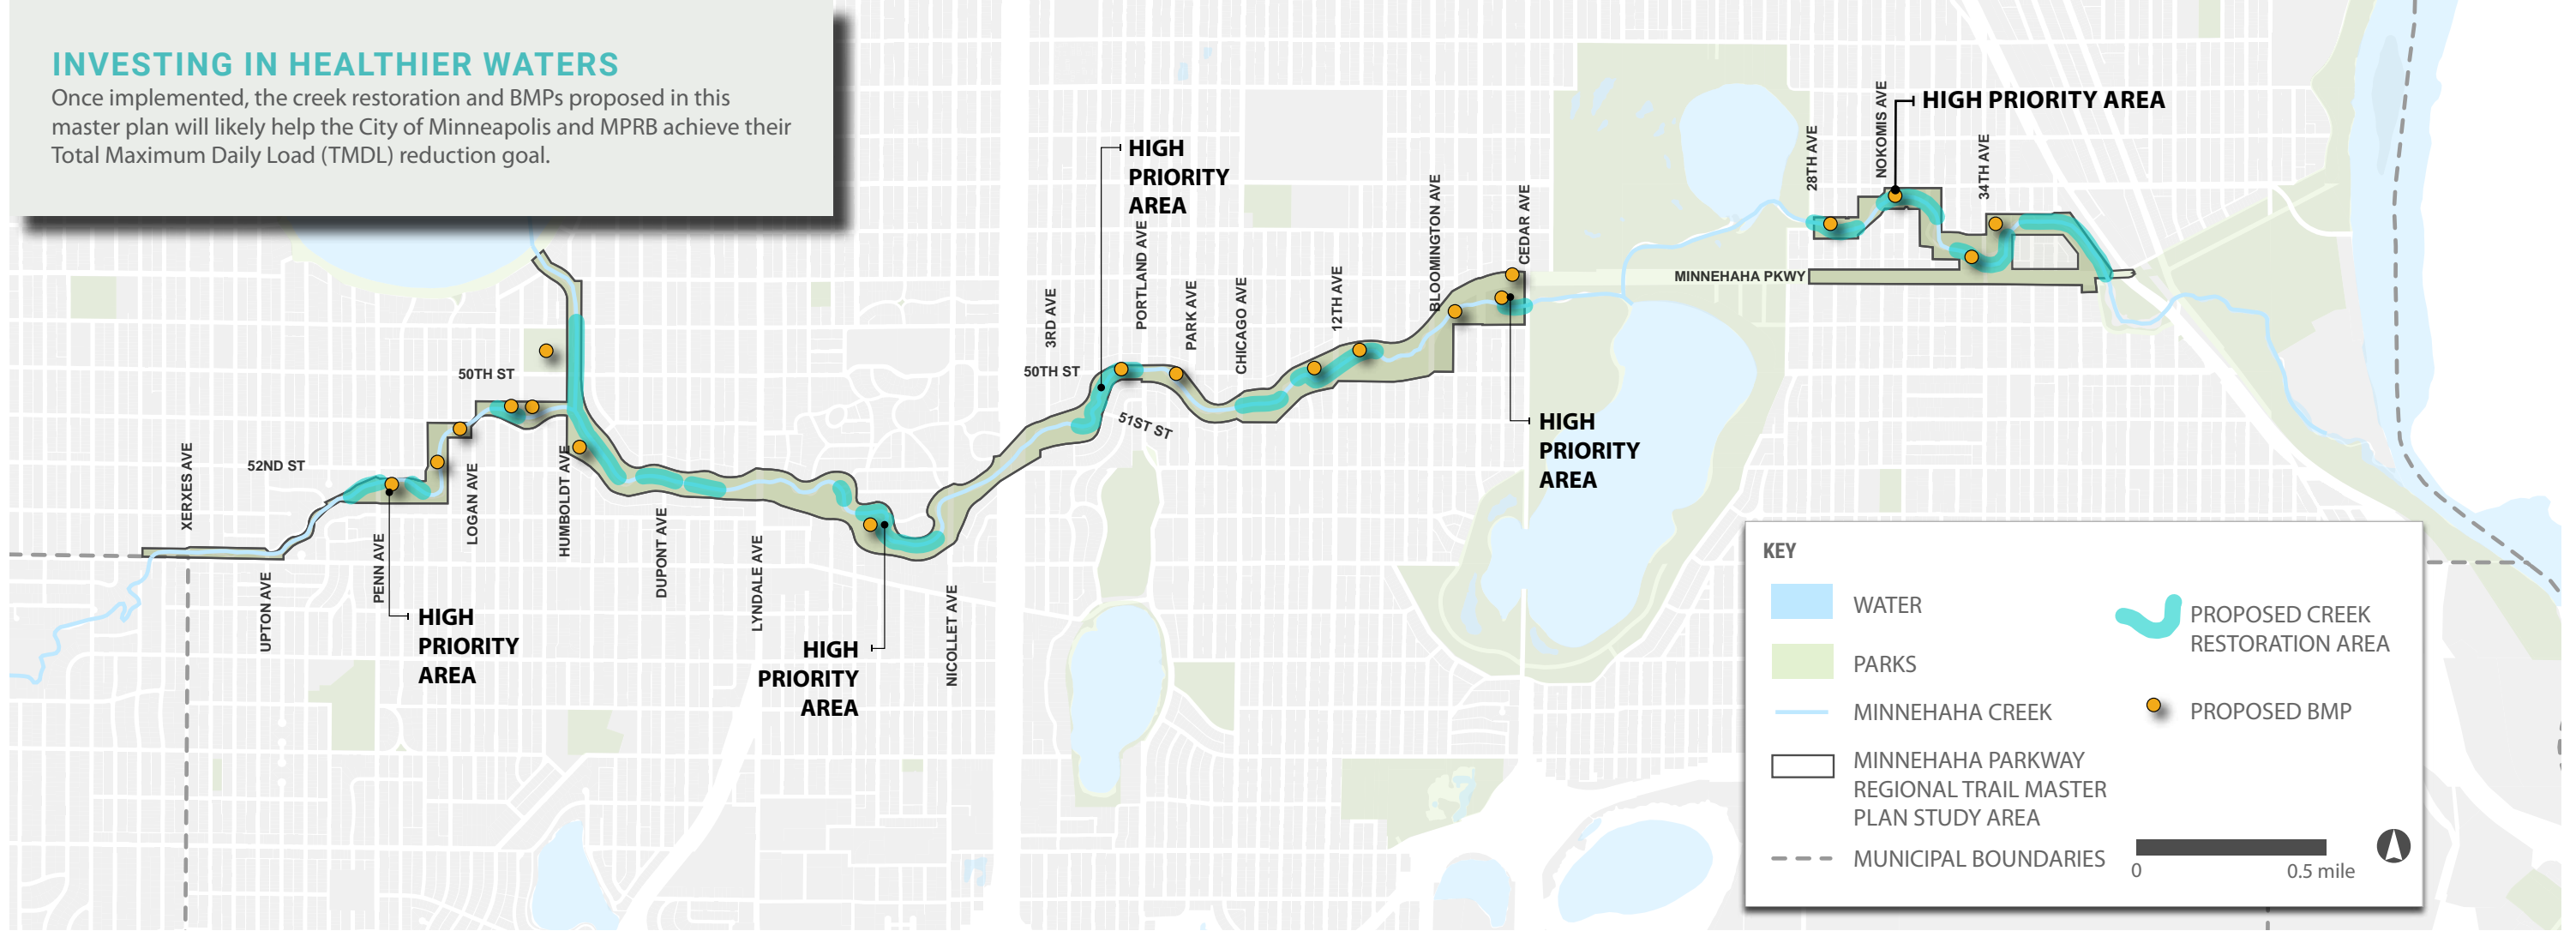 INVESTING IN HEALTHIER WATERS
Once implemented, the creek restoration and BMPs proposed in this
master plan will likely help the City of Minneapolis and MPRB achieve their
Total Maximum Daily Load (TMDL) reduction goal.
XERXES AVE
52ND ST
UPTON AVE
PENN AVE
HIGH
PRIORITY
AREA
LOGAN AVE
50TH ST
HUMBOLDT AVE
DUPONT AVE
LYNDALE AVE
HIGH
PRIORITY
AREA
NICOLLET AVE
3RD AVE
50TH ST
HIGH
PRIORITY
AREA
PORTLAND AVE
51ST ST
PARK AVE
CHICAGO AVE
12TH AVE
BLOOMINGTON AVE
CEDAR AVE
HIGH
PRIORITY
AREA
MINNEHAHA PKWY
28TH AVE
NOKOMIS AVE
HIGH PRIORITY AREA
34TH AVE
KEY
WATER
PARKS
MINNEHAHA CREEK
MINNEHAHA PARKWAY
REGIONAL TRAIL MASTER
PLAN STUDY AREA
MUNICIPAL BOUNDARIES
PROPOSED CREEK
RESTORATION AREA
PROPOSED BMP
0
0.5 mile